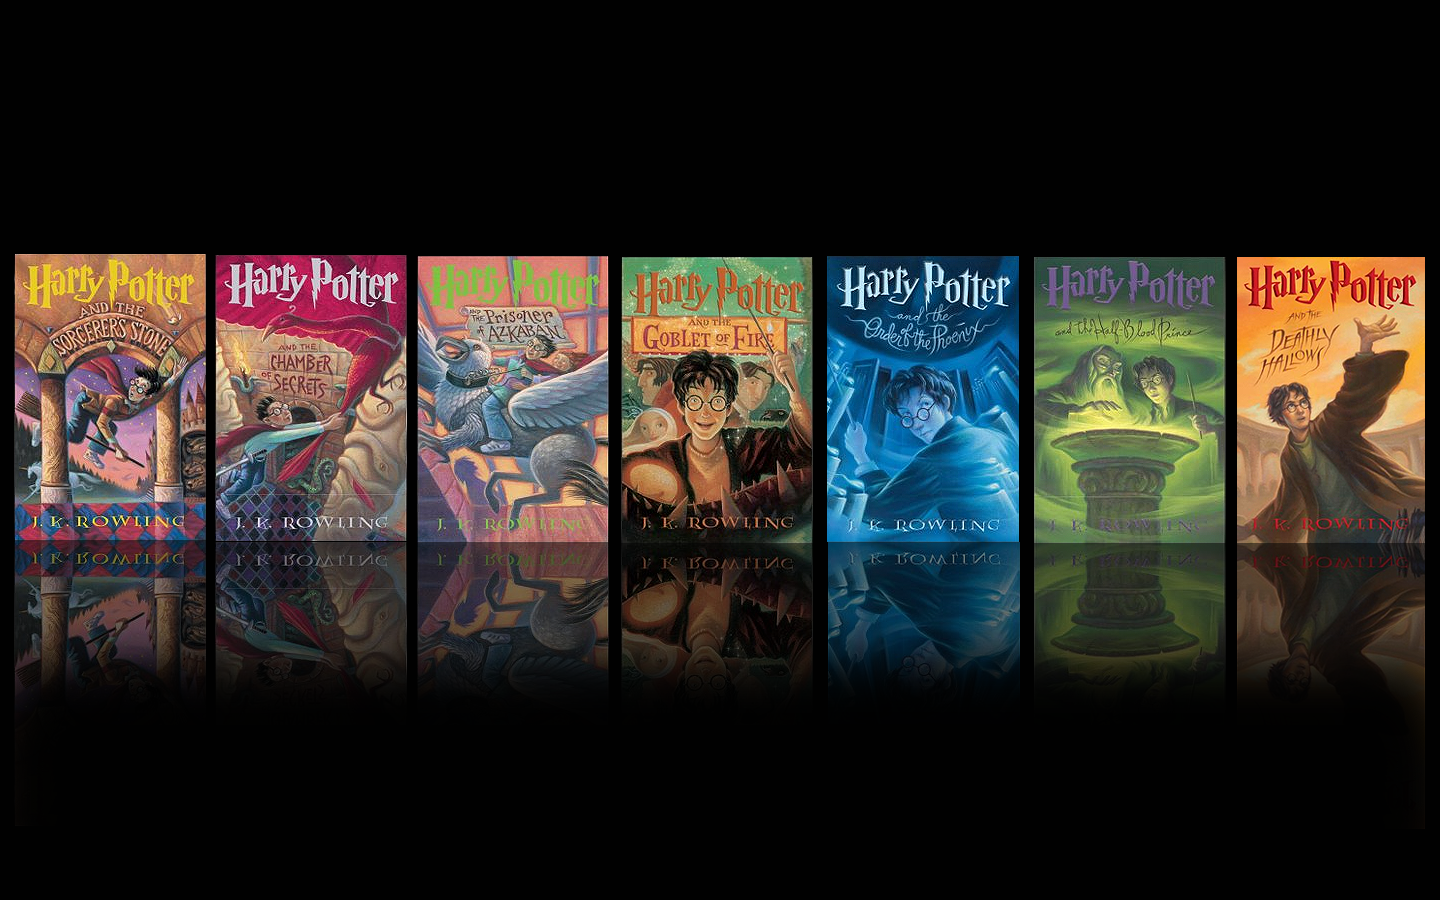 Harry Potter
AND THE
SORCERER'S STONE
J. K. ROWLING
Harry Potter
AND THE
CHAMBER
OF SECRETS
J. K. ROWLING
Harry Potter
AND THE Prisoner
of AZKABAN
J. K. ROWLING
Harry Potter
AND THE
GOBLET OF FIRE
J. K. ROWLING
Harry Potter
and the
Order of the Phoenix
J. K. ROWLING
Harry Potter
and the Half-Blood Prince
J. K. ROWLING
Harry Potter
AND THE
DEATHLY
HALLOWS
J. K. ROWLING